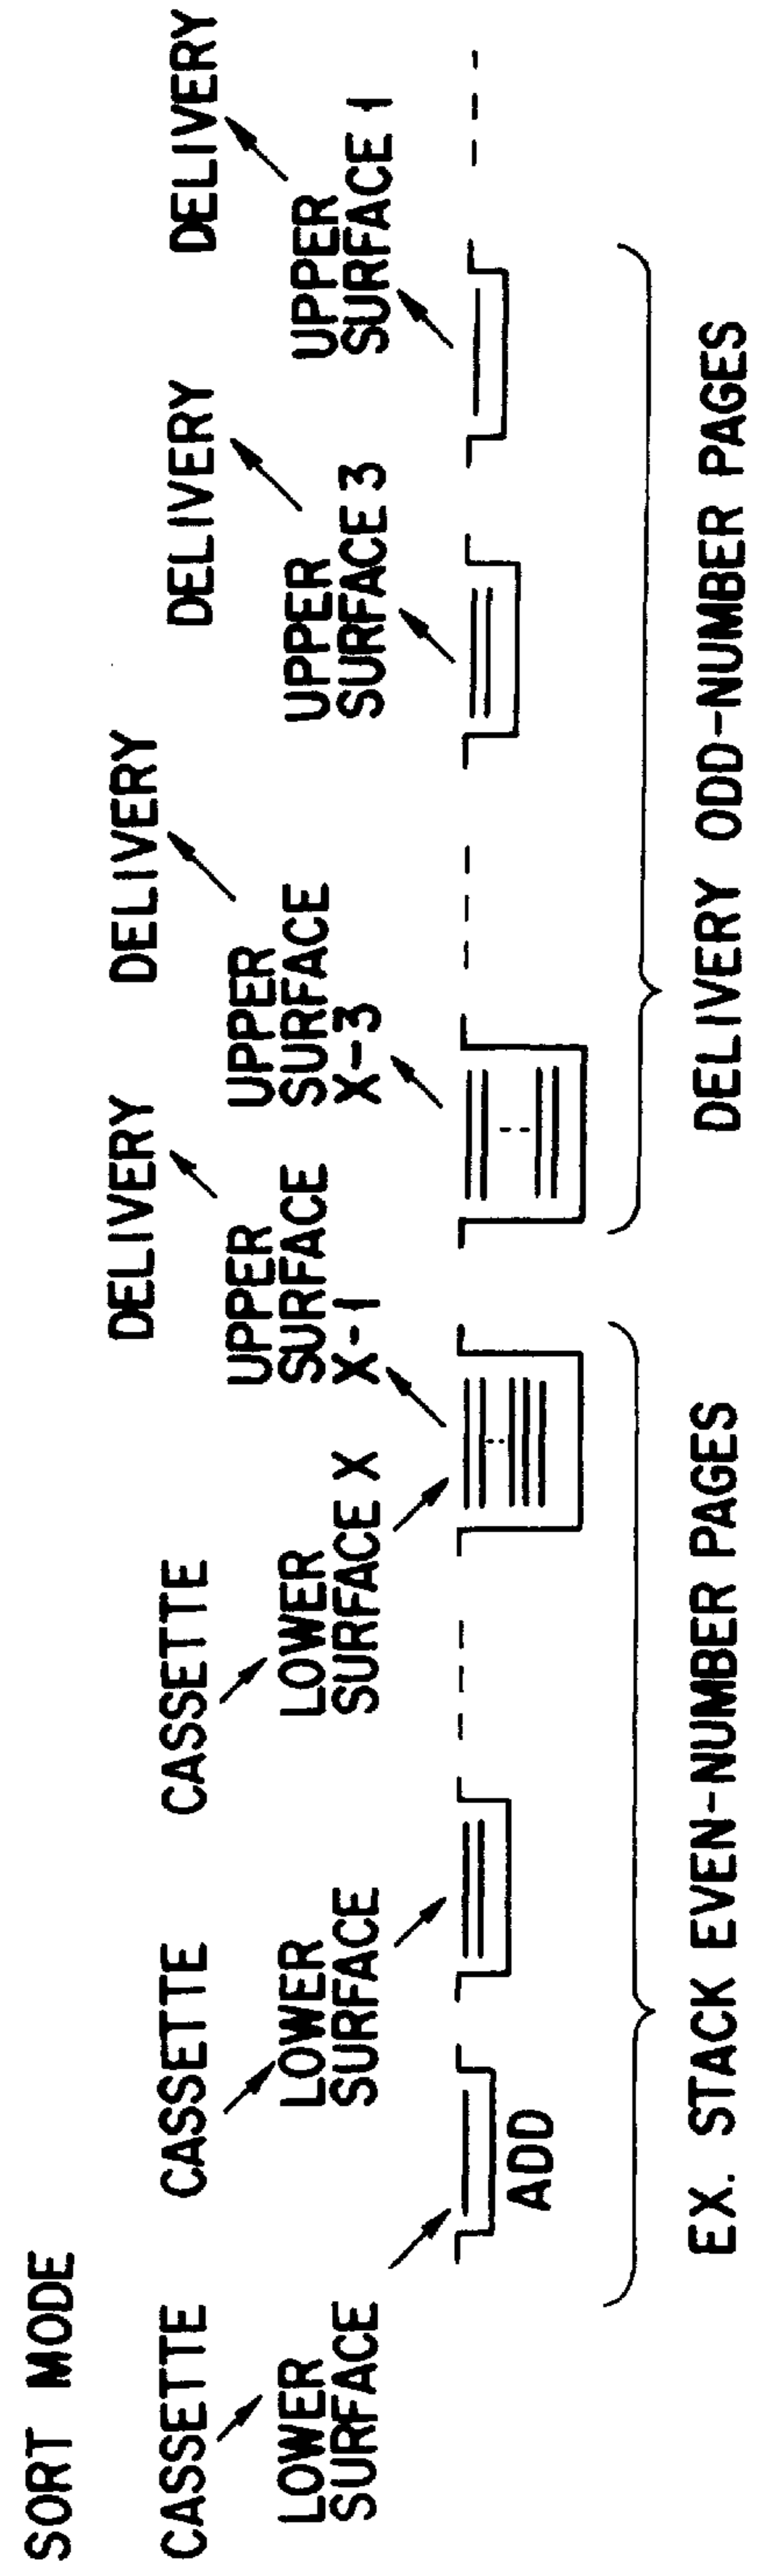 SORT MODE
CASSETTE
LOWER
SURFACE
CASSETTE
LOWER
SURFACE
CASSETTE
LOWER
SURFACE X
DELIVERY
UPPER
SURFACE
X-1
DELIVERY
UPPER
SURFACE
X-3
DELIVERY
UPPER
SURFACE 3
DELIVERY
UPPER
SURFACE 1
ADD
EX. STACK EVEN-NUMBER PAGES
DELIVERY ODD-NUMBER PAGES